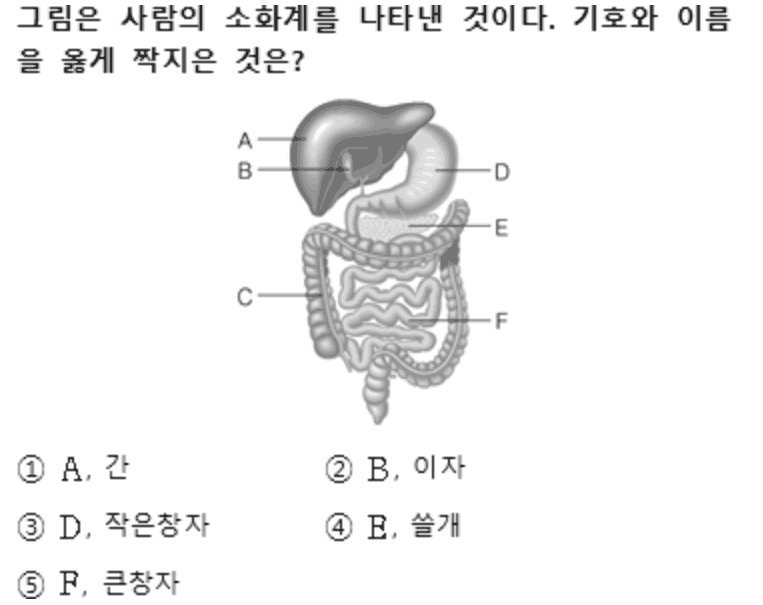 그림은 사람의 소화계를 나타낸 것이다. 기호와 이름
을 옳게 짝지은 것은?
A
B
D
E
C
F
① A, 간 ② B, 이자
③ D, 작은창자 ④ E, 쓸개
⑤ F, 큰창자